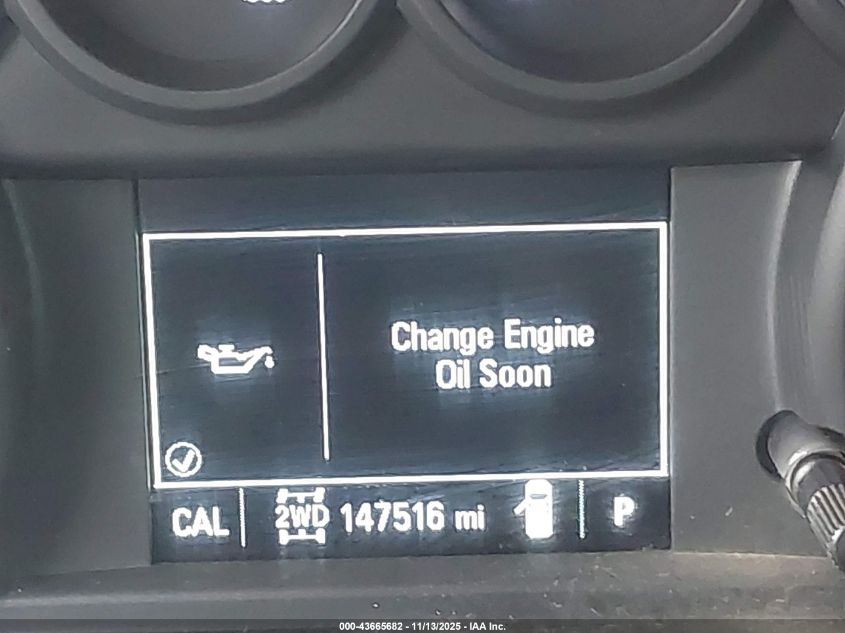 Change Engine
Oil Soon
CAL 2WD 147516 mi P
000-43665682 - 11/13/2025 - IAA Inc.